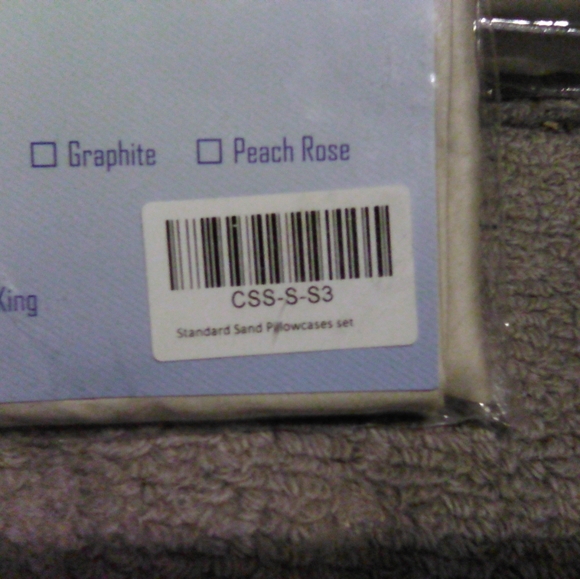 Graphite Peach Rose
King
CSS-S-S3
Standard Sand Pillowcases set